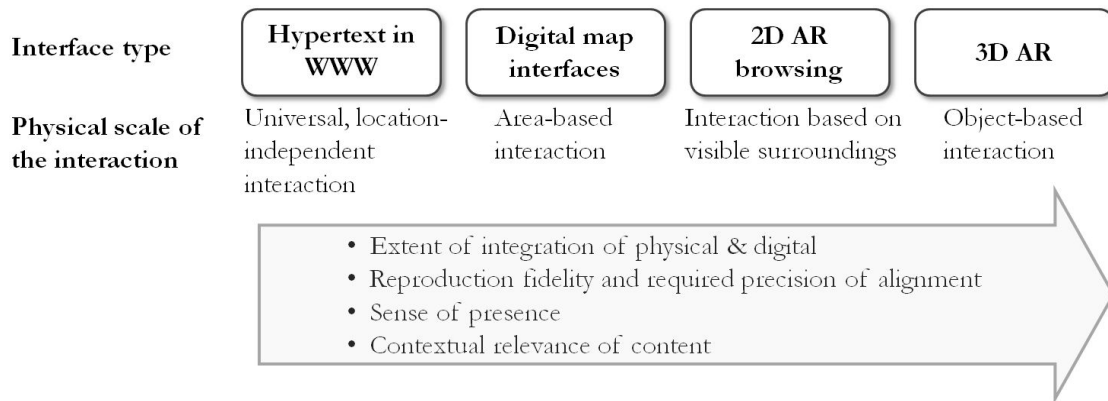 Interface type
Hypertext in
WWW
Digital map
interfaces
2D AR
browsing
3D AR
Physical scale of
the interaction
Universal, location-
independent
interaction
Area-based
interaction
Interaction based on
visible surroundings
Object-based
interaction
• Extent of integration of physical & digital
• Reproduction fidelity and required precision of alignment
• Sense of presence
• Contextual relevance of content